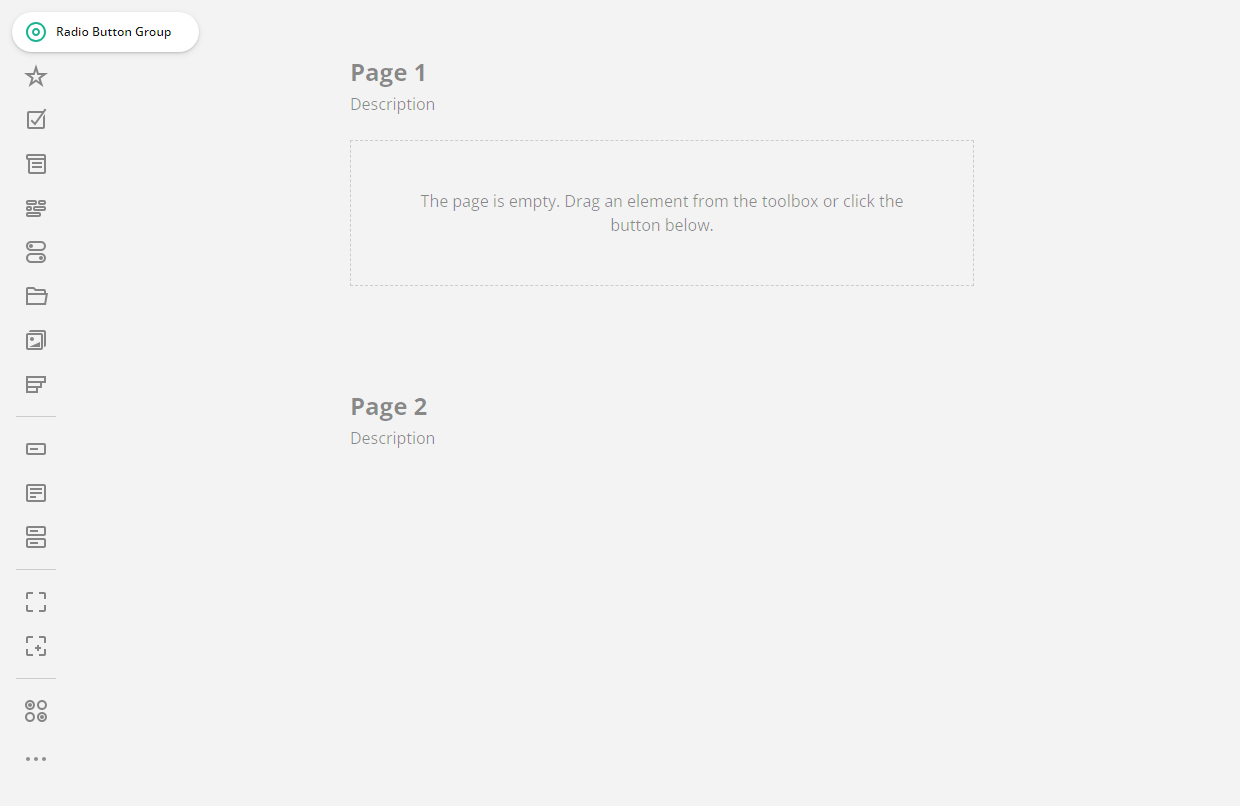 Radio Button Group
Page 1
Description
The page is empty. Drag an element from the toolbox or click the
button below.
Page 2
Description